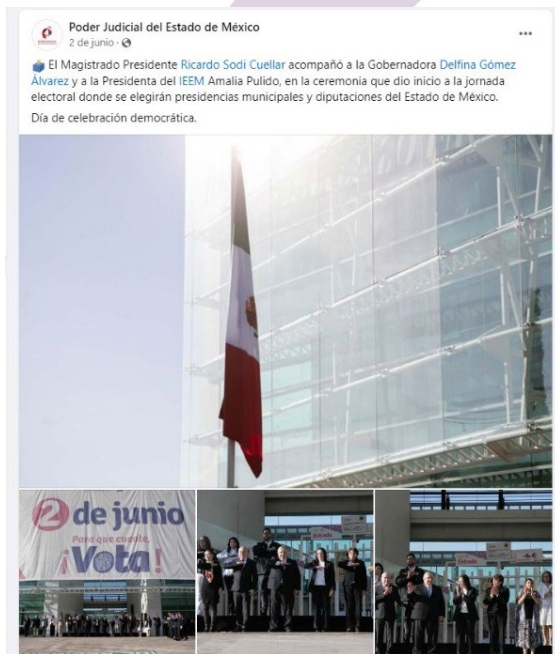 Poder Judicial del Estado de México
2 de junio ·
El Magistrado Presidente Ricardo Sodi Cuellar acompañó a la Gobernadora Delfina Gómez
Álvarez y a la Presidenta del IEEM Amalia Pulido, en la ceremonia que dio inicio a la jornada
electoral donde se elegirán presidencias municipales y diputaciones del Estado de México.
Día de celebración democrática.
2 de junio
Para que cuente,
¡Vota!
Entrada